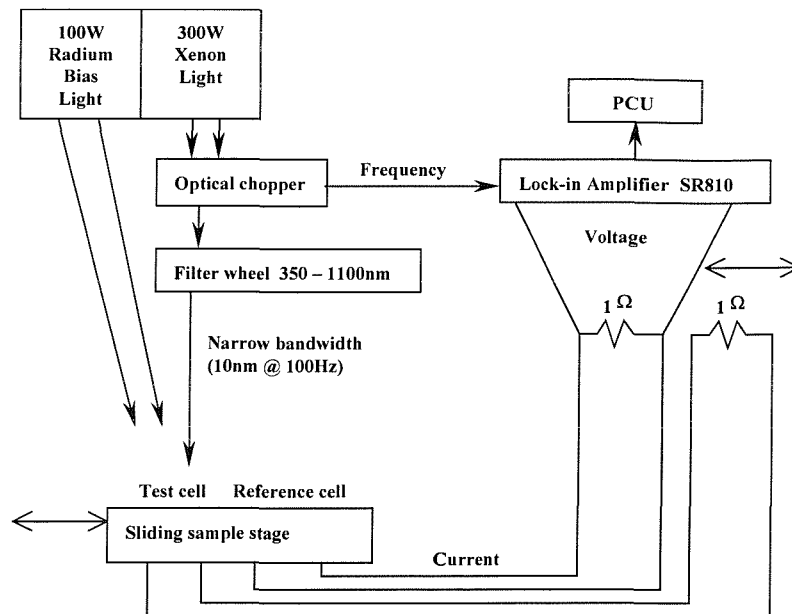 100W
Radium
Bias
Light
300W
Xenon
Light
PCU
Optical chopper
Frequency
Lock-in Amplifier SR810
Voltage
Filter wheel 350 – 1100nm
1 Ω
1 Ω
Narrow bandwidth
(10nm @ 100Hz)
Test cell
Reference cell
Sliding sample stage
Current